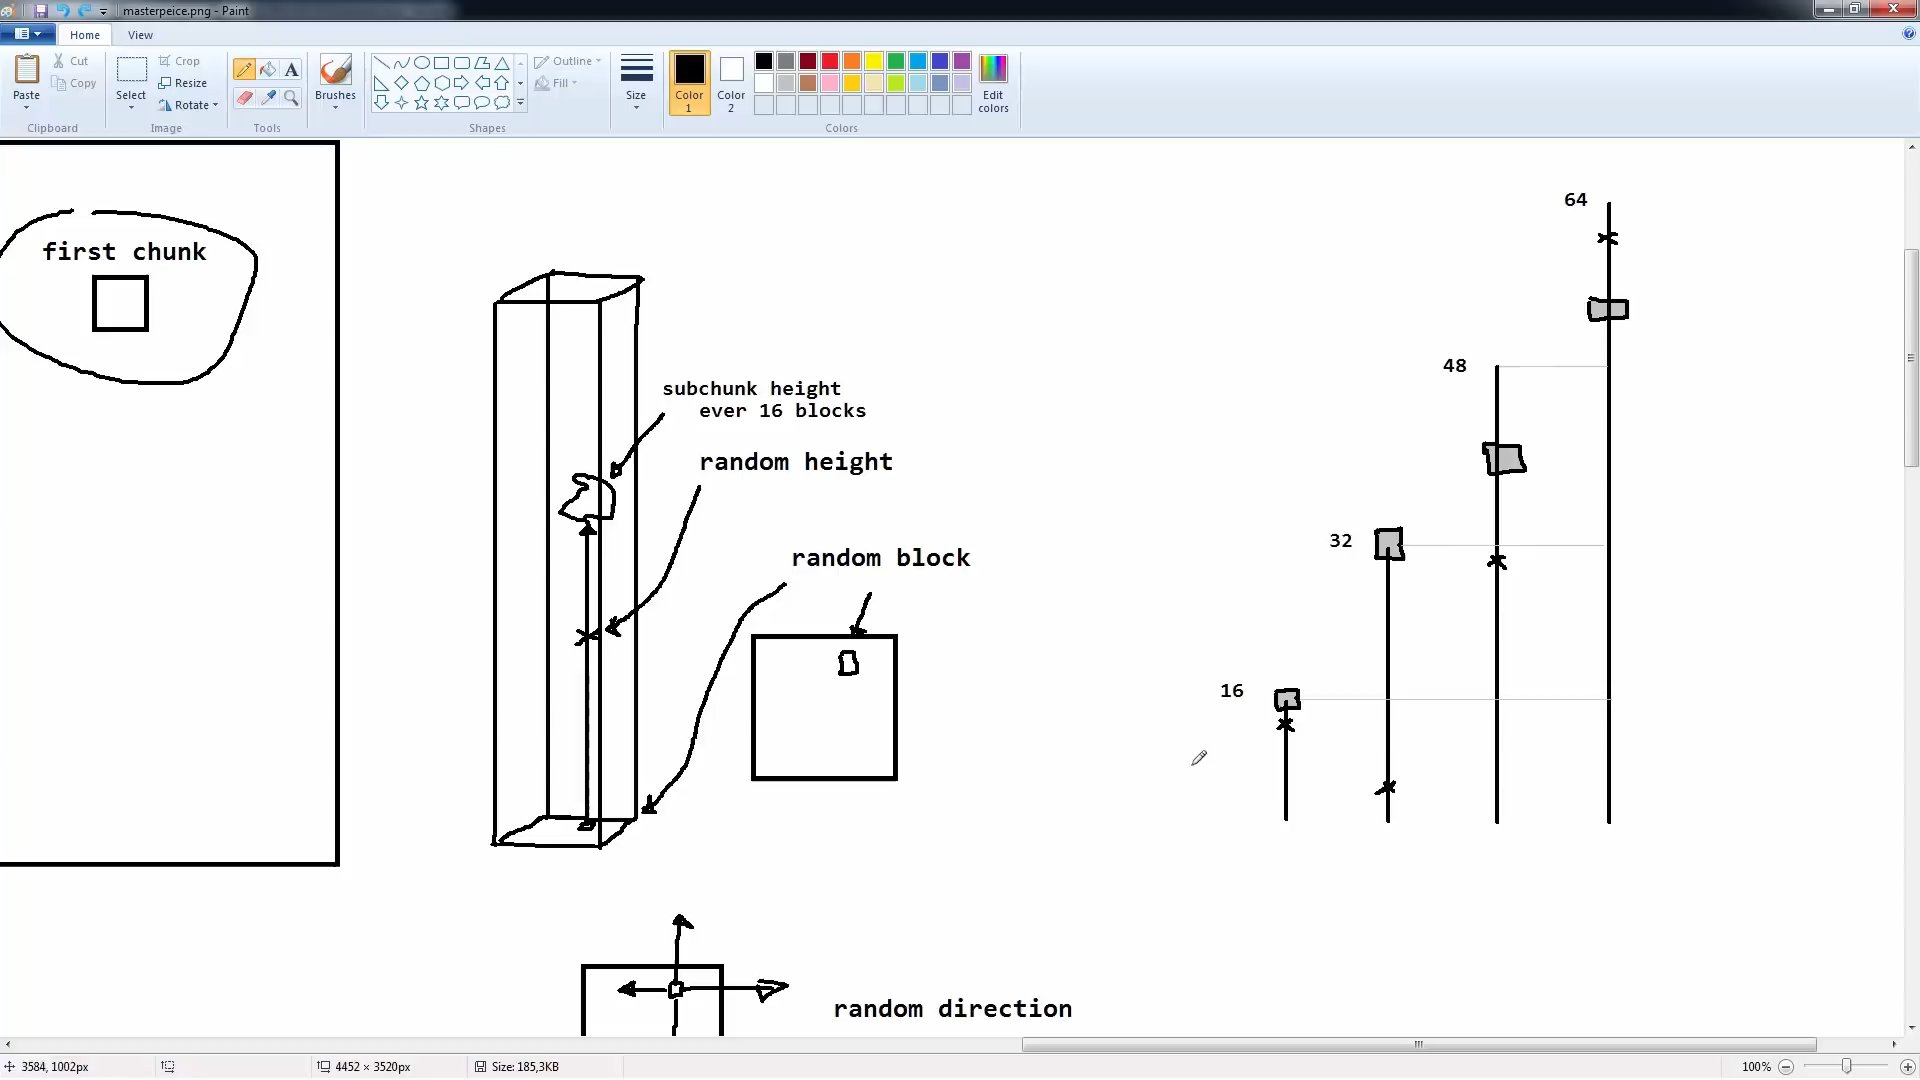 masterpeice.png - Paint
Home
View
Paste
Cut
Copy
Clipboard
Select
Crop
Resize
Rotate
Image
Tools
Brushes
Outline
Fill
Shapes
Size
Color
1
Color
2
Edit
colors
Colors
first chunk
subchunk height
ever 16 blocks
random height
random block
random direction
64
48
32
16
3584, 1002px
4452 × 3520px
Size: 185,3KB
100%